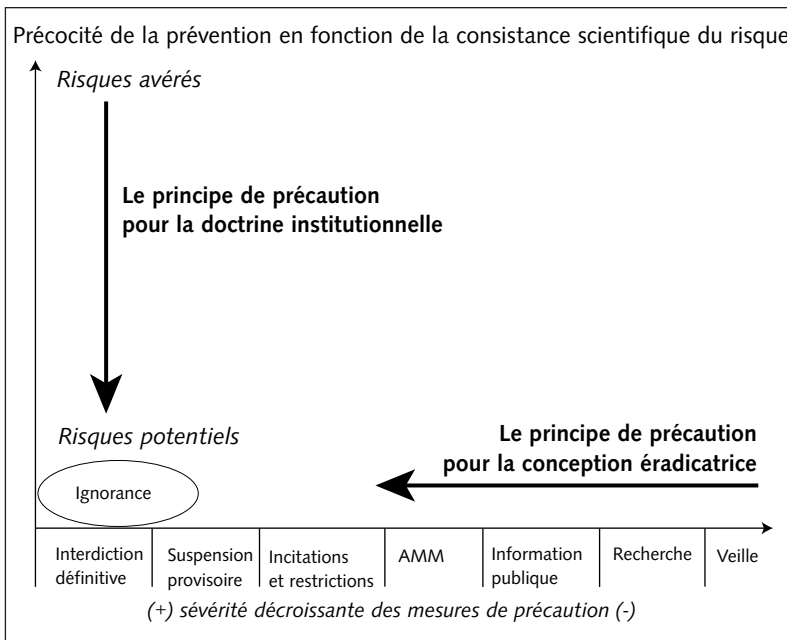 Précocité de la prévention en fonction de la consistance scientifique du risque
Risques avérés
Le principe de précaution
pour la doctrine institutionnelle
Risques potentiels
Le principe de précaution
pour la conception éradicatrice
Ignorance
Interdiction
définitive
Suspension
provisoire
Incitations
et restrictions
AMM
Information
publique
Recherche
Veille
(+) sévérité décroissante des mesures de précaution (-)